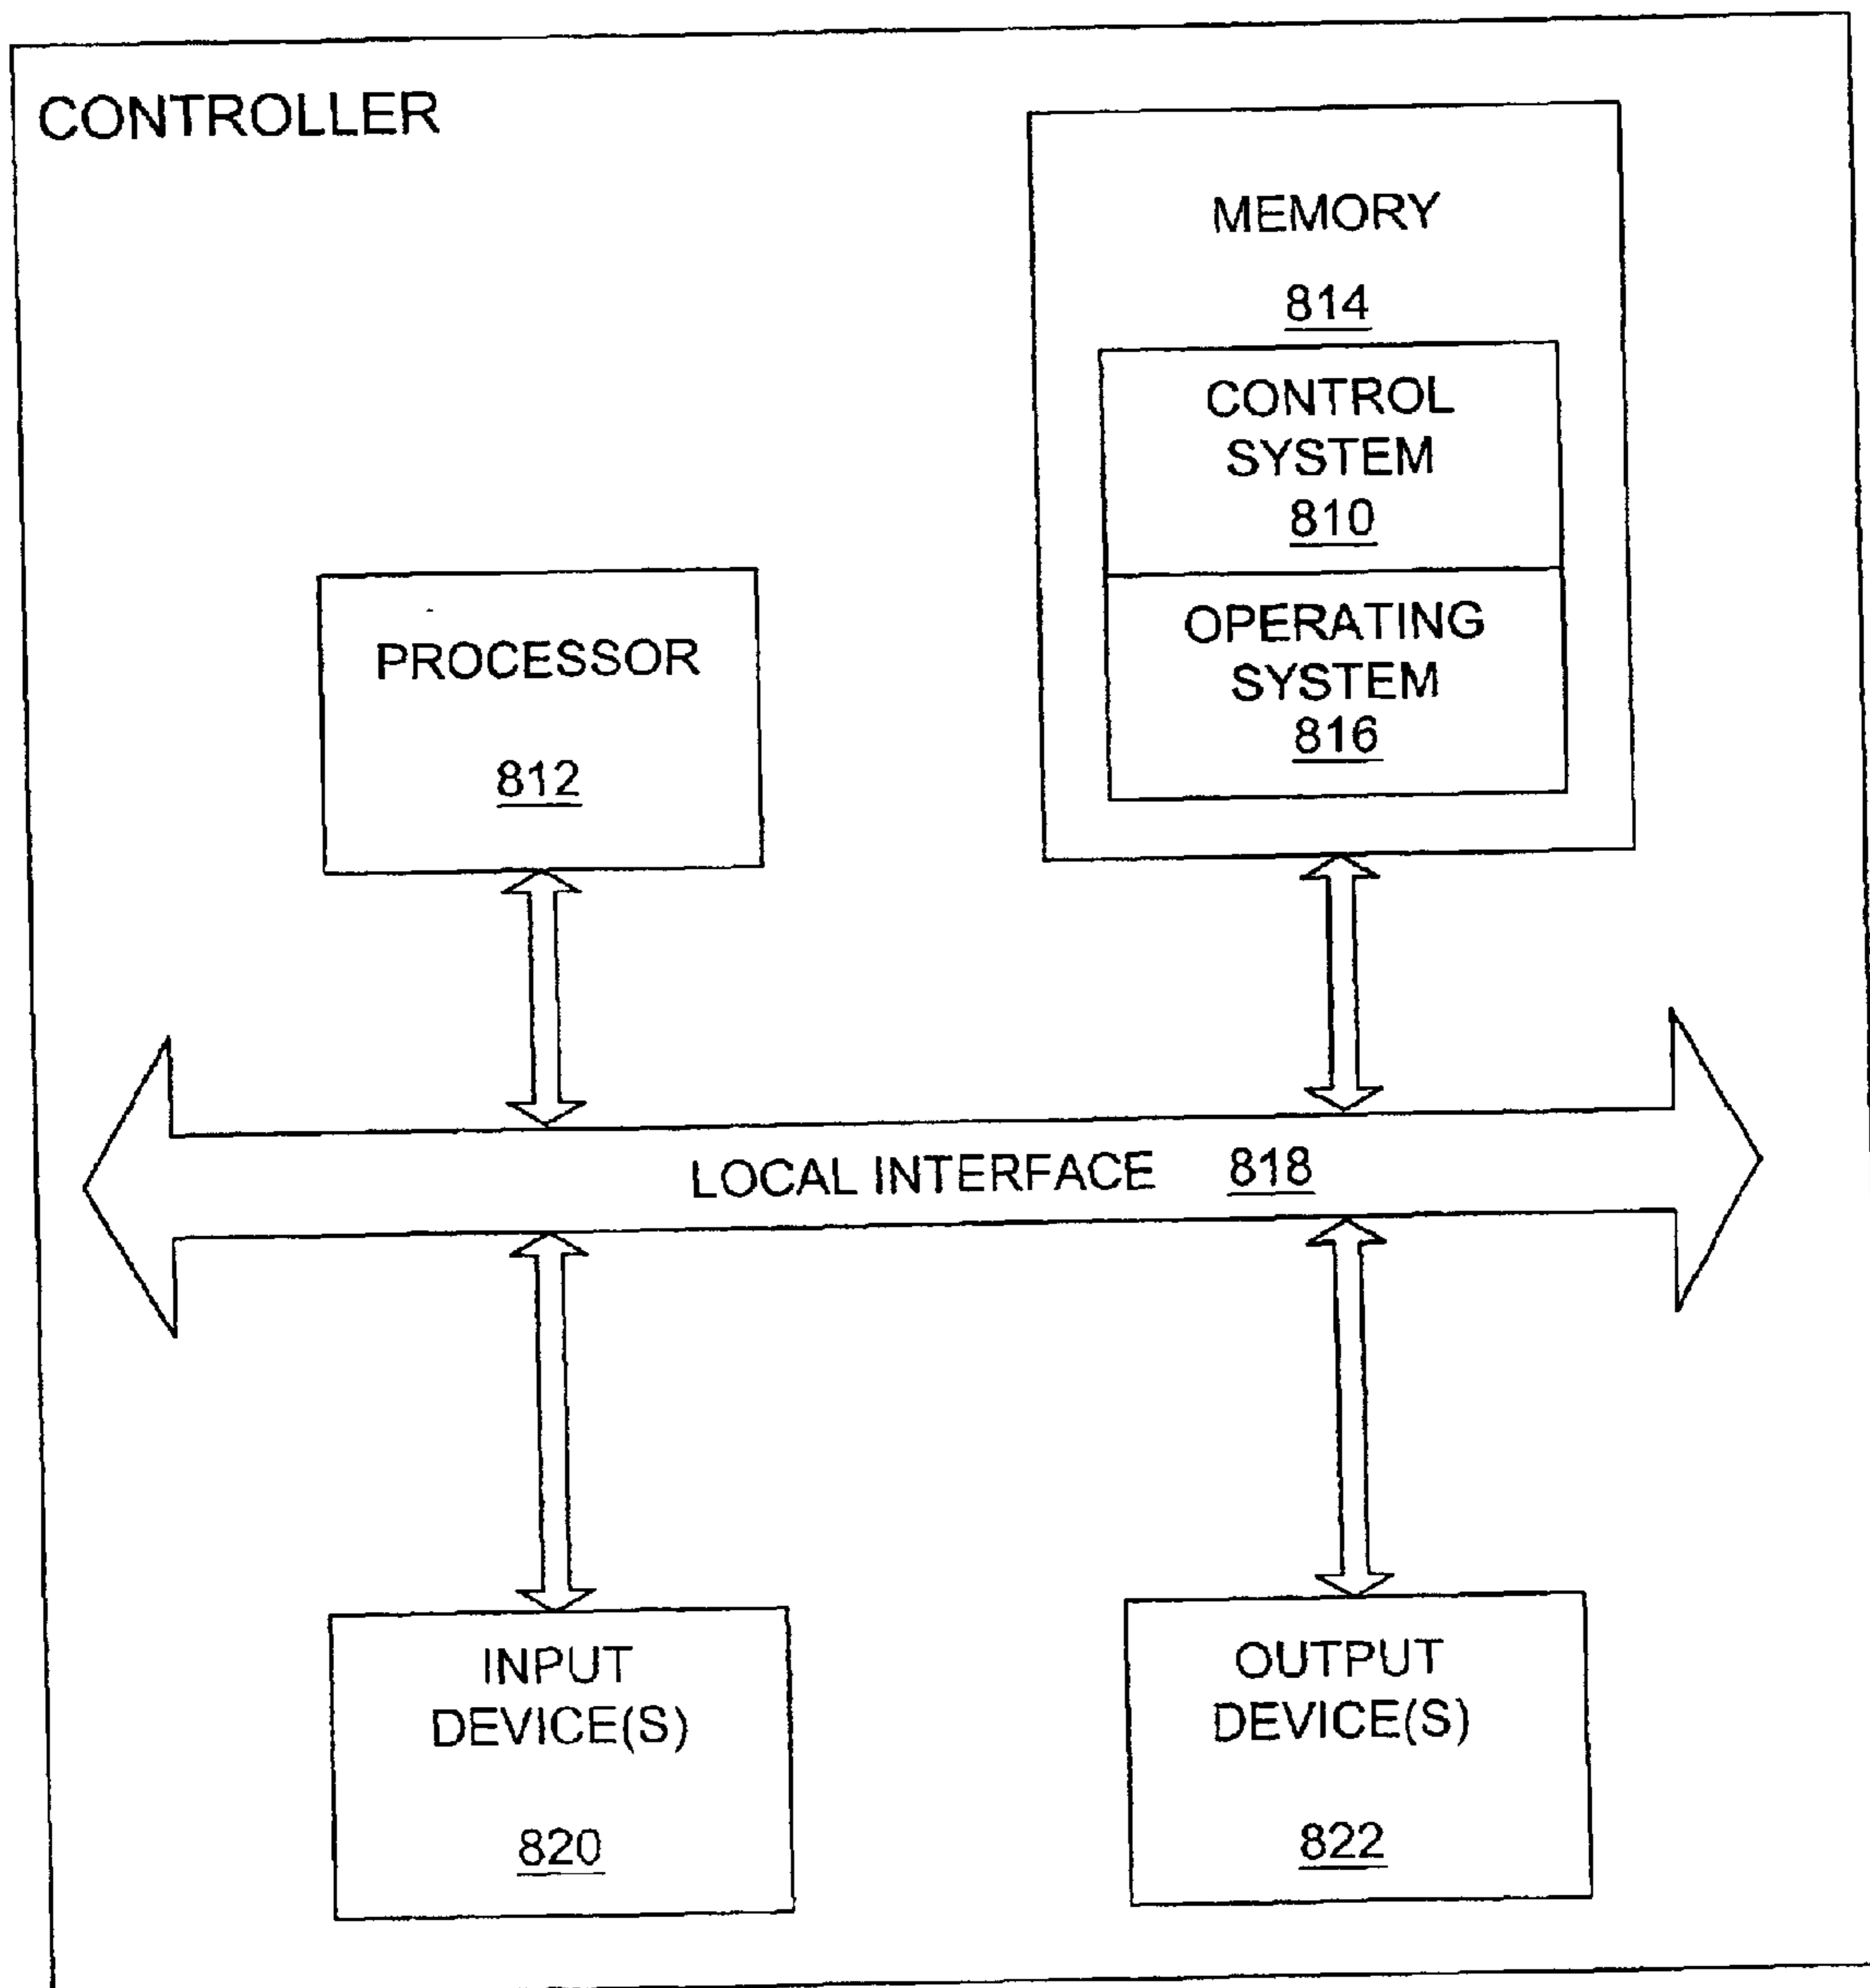 CONTROLLER
MEMORY
814
CONTROL
SYSTEM
810
OPERATING
SYSTEM
816
PROCESSOR
812
LOCAL INTERFACE 818
INPUT
DEVICE(S)
820
OUTPUT
DEVICE(S)
822